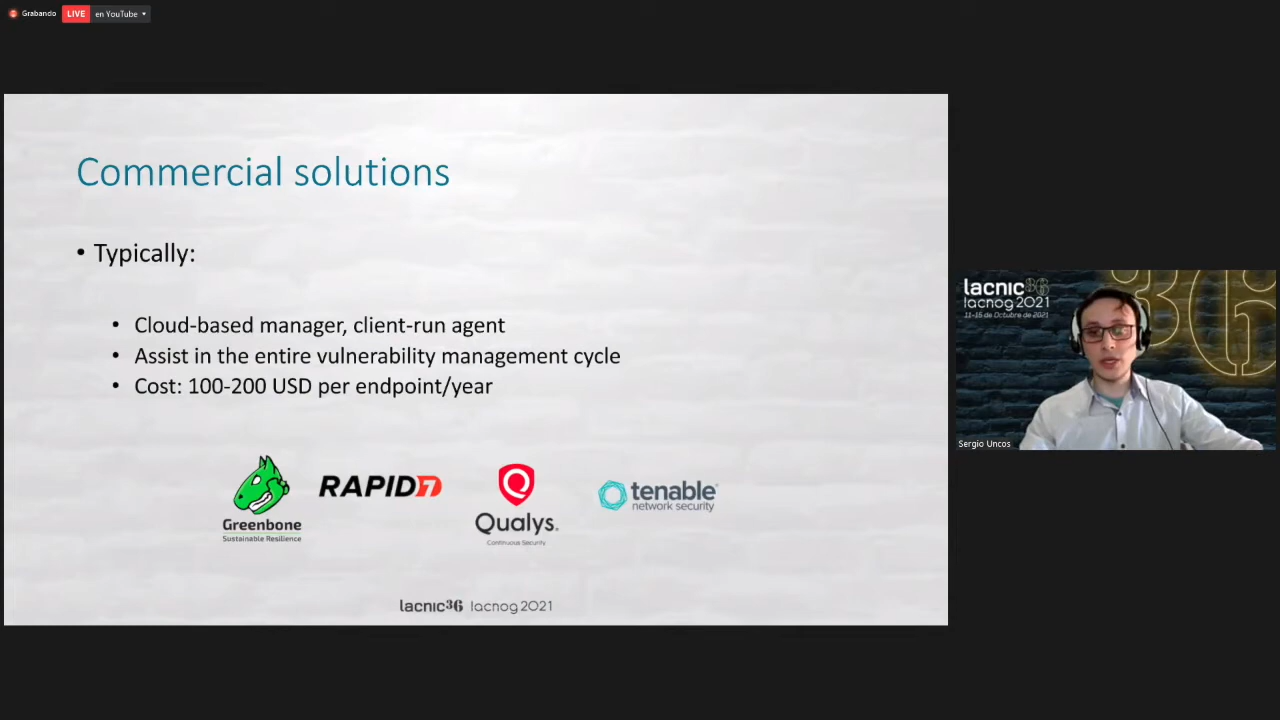 Grabando LIVE en YouTube
Commercial solutions
• Typically:
• Cloud-based manager, client-run agent
• Assist in the entire vulnerability management cycle
• Cost: 100-200 USD per endpoint/year
Greenbone
Sustainable Resilience
RAPID7
Qualys.
Continuous Security
tenable
network security
lacnic36 lacnog2021
lacnic36
lacnog2021
11-15 de Octubre de 2021
36
Sergio Uncos